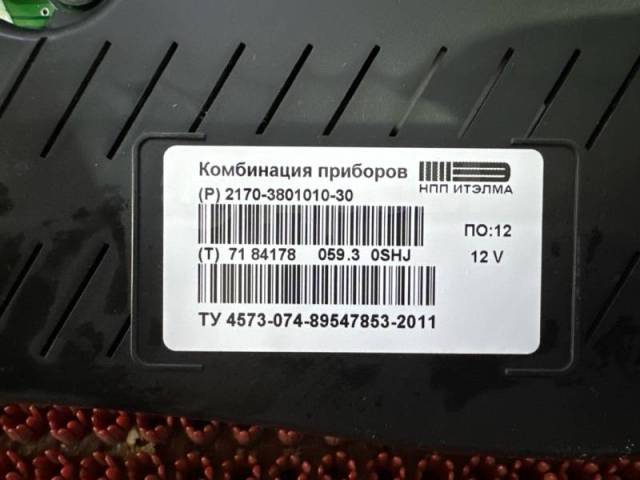 Комбинация приборов
НПП ИТЭЛМА
(P) 2170-3801010-30
ПО:12
(T) 71 84178 059.3 0SHJ
12 V
ТУ 4573-074-89547853-2011